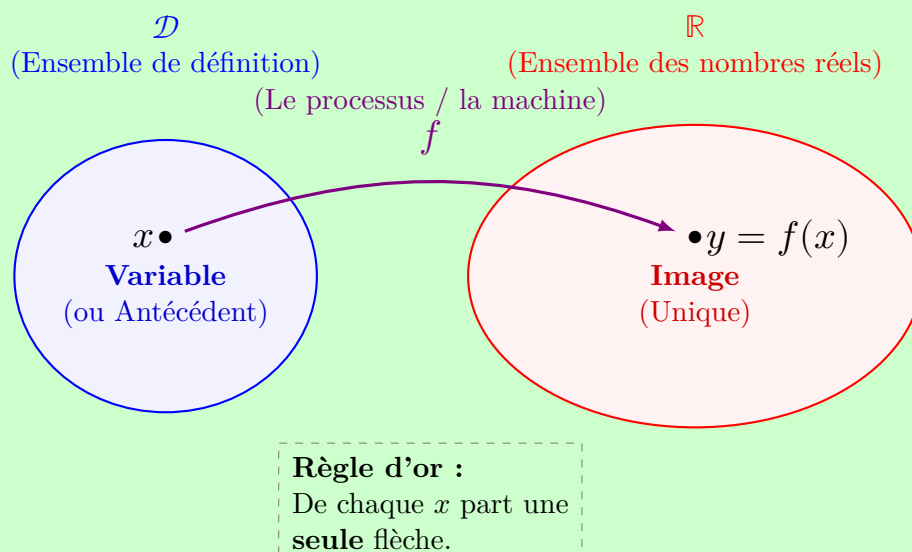 𝒟
(Ensemble de définition)
ℝ
(Ensemble des nombres réels)
(Le processus / la machine)
f
x
Variable
(ou Antécédent)
y = f(x)
Image
(Unique)
Règle d'or :
De chaque x part une
seule flèche.